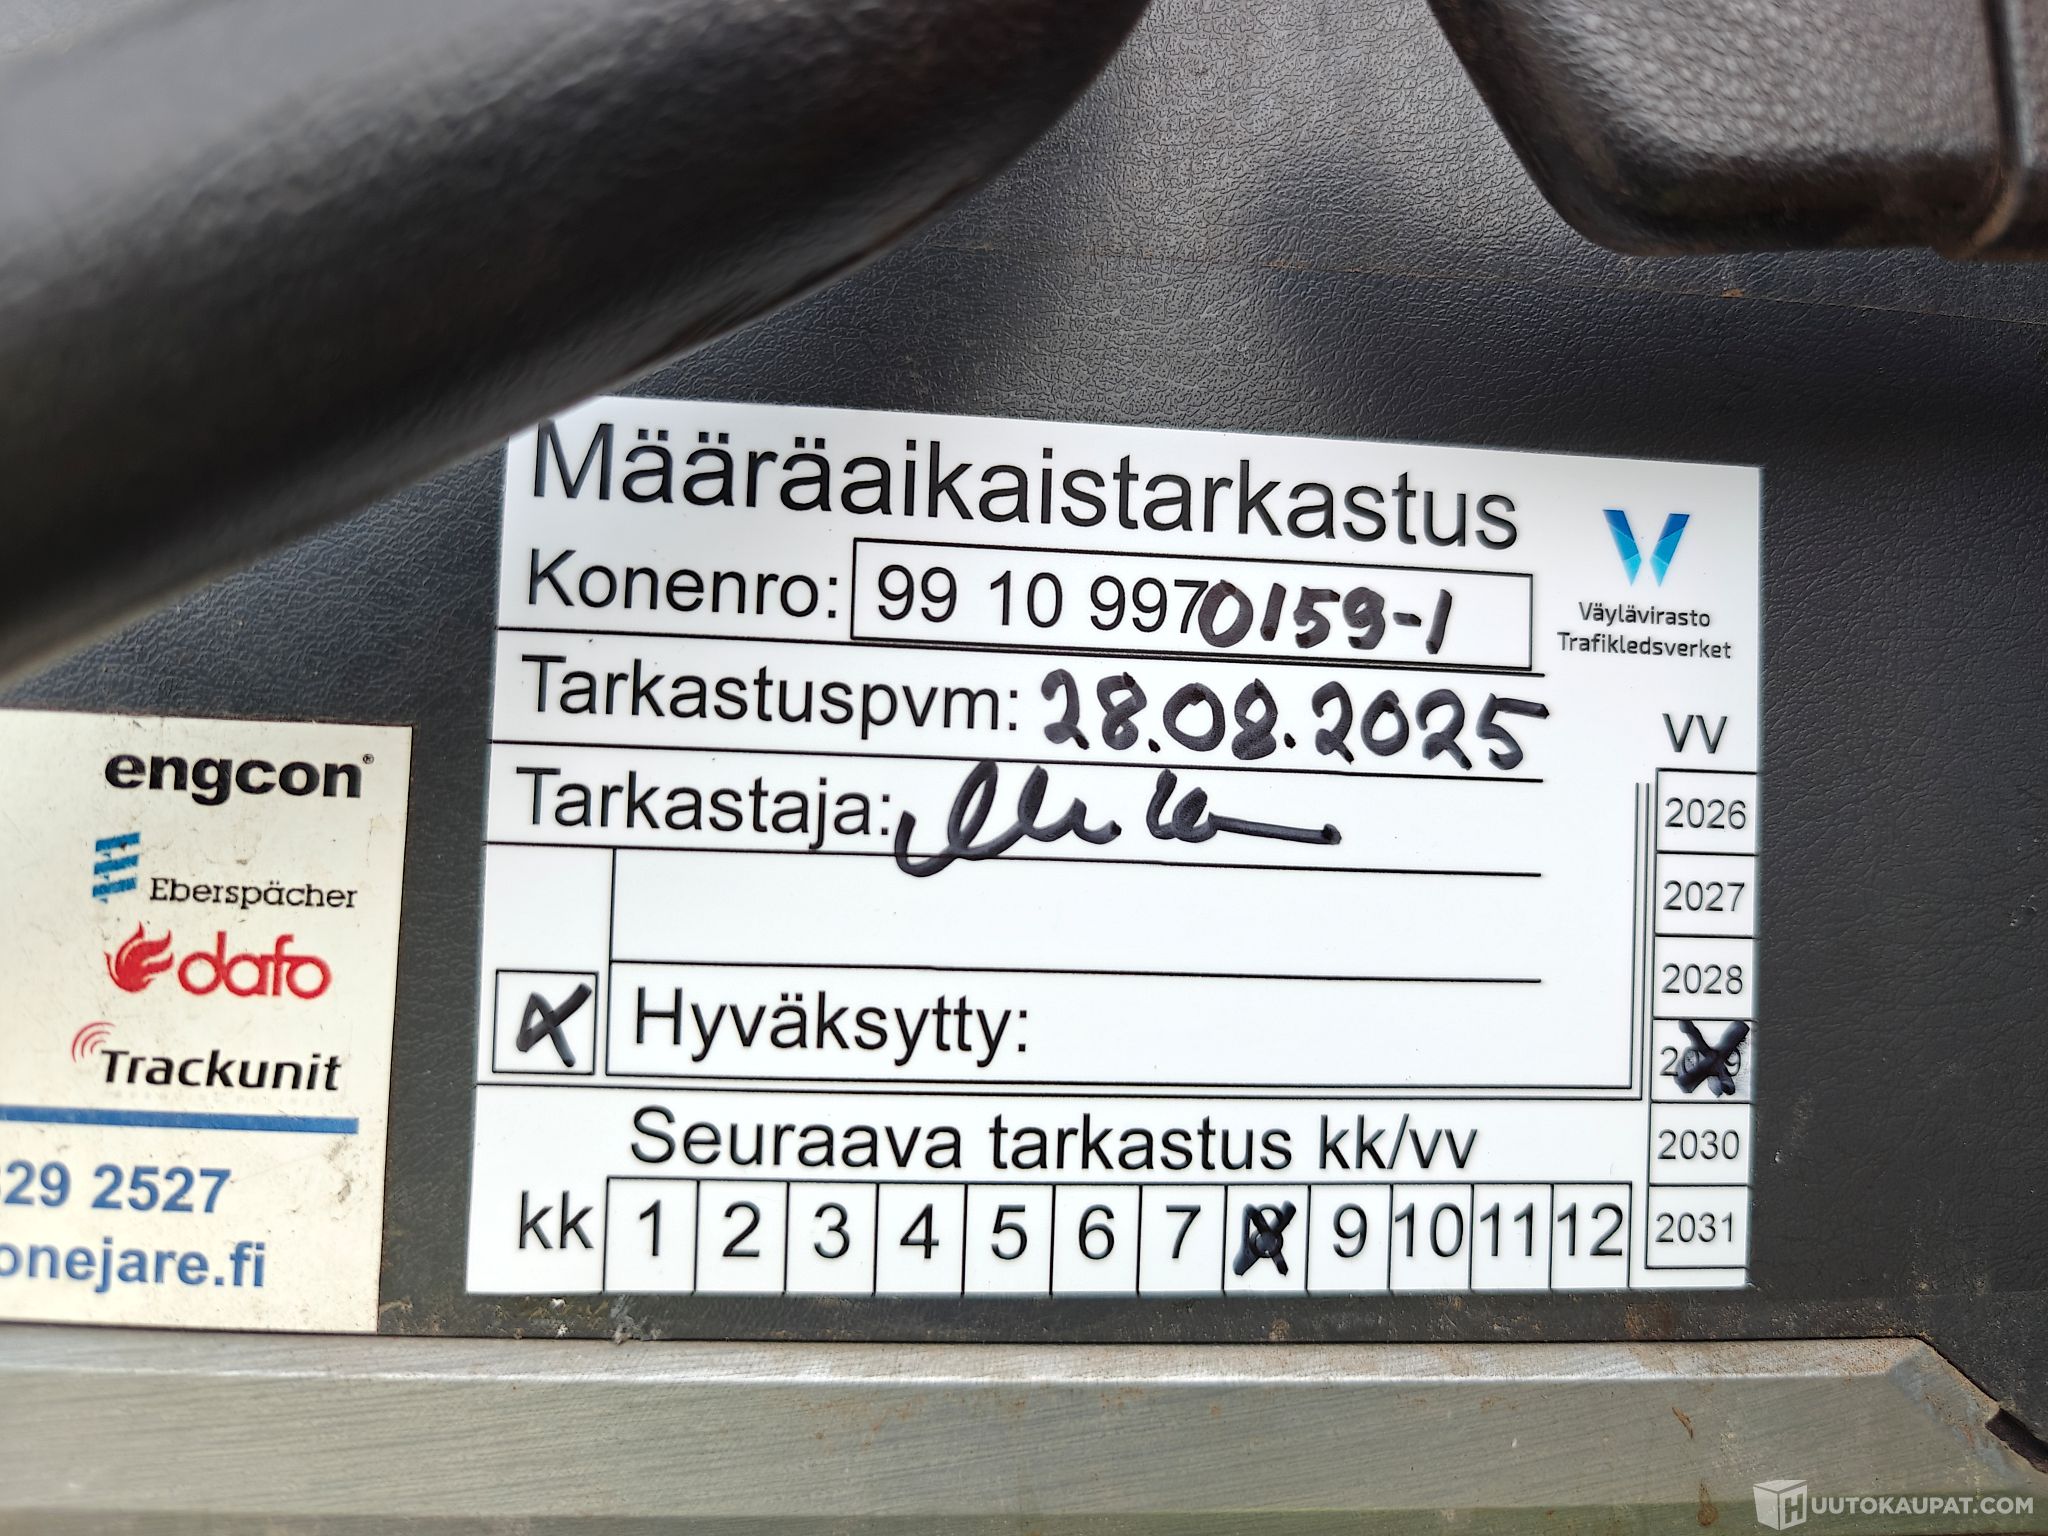 Määräaikaistarkastus
Konenro: 99 10 9970159-1
Väylävirasto
Trafikledsverket
Tarkastuspvm: 28.08.2025
Tarkastaja:
Hyväksytty:
Seuraava tarkastus kk/vv
kk 1 2 3 4 5 6 7 8 9 10 11 12
vv
2026
2027
2028
2029
2030
2031
engcon®
Eberspächer
dafo
Trackunit
29 2527
onejare.fi
HUUTOKAUPAT.COM